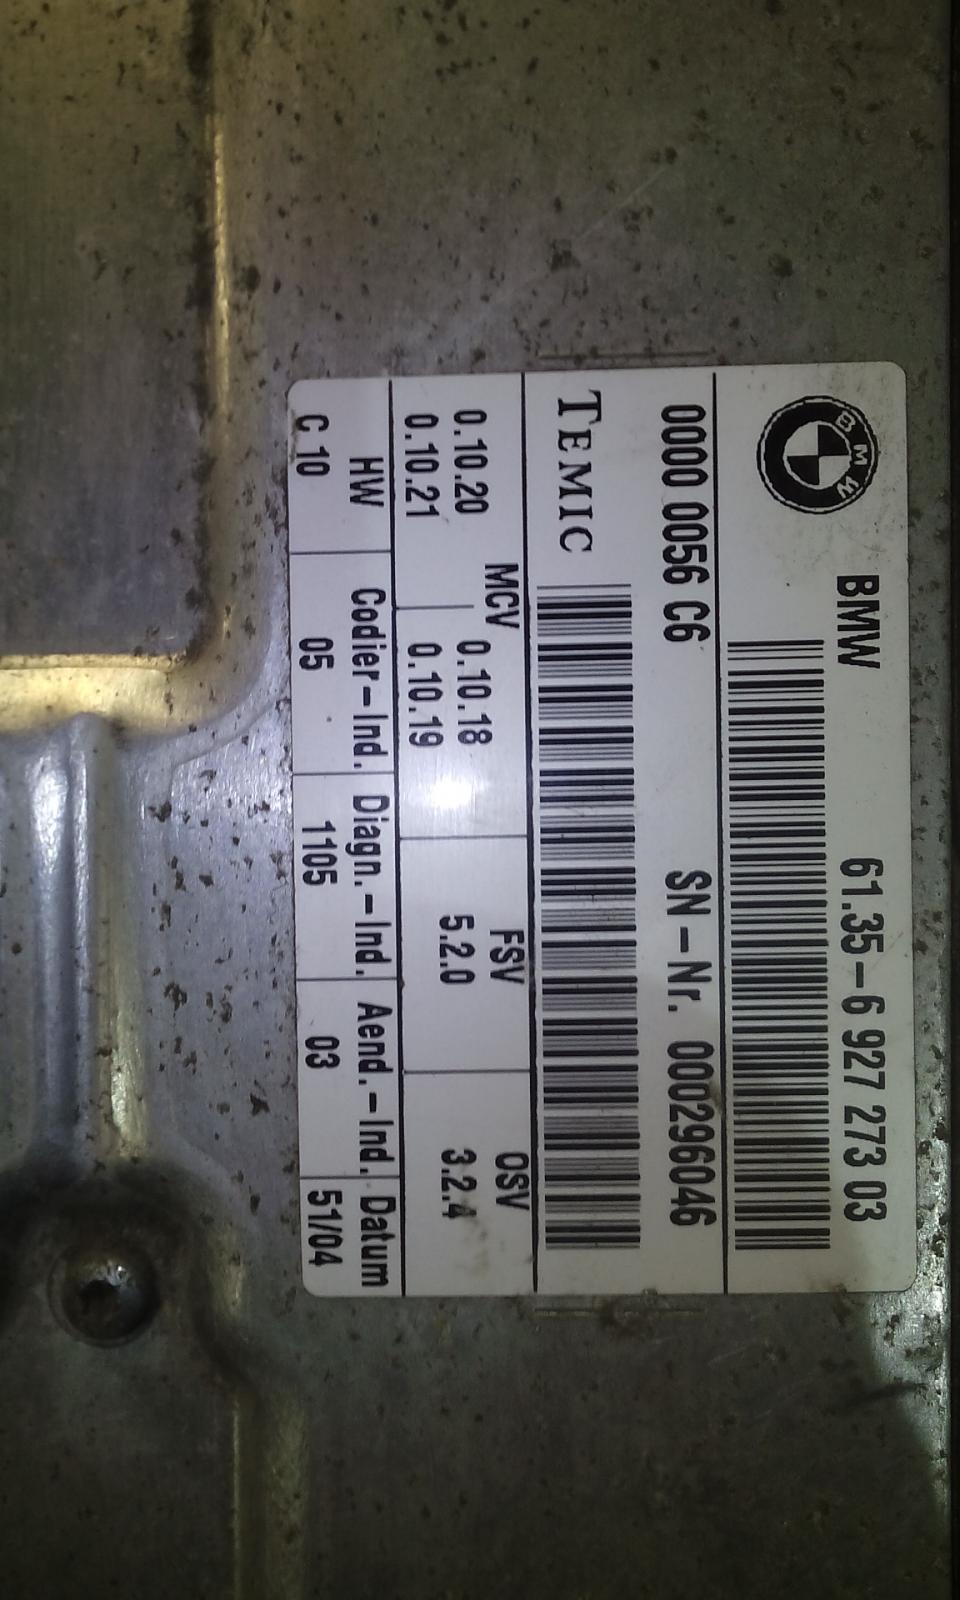 BMW
BMW 61.35-6 927 273 03
0000 0056 C6 SN-Nr. 000296046
TEMIC
MCV FSV OSV
0.10.20 0.10.18 5.2.0 3.2.4
0.10.21 0.10.19
HW Codier-Ind. Diagn.-Ind. Aend.-Ind. Datum
C 10 05 1105 03 51/04